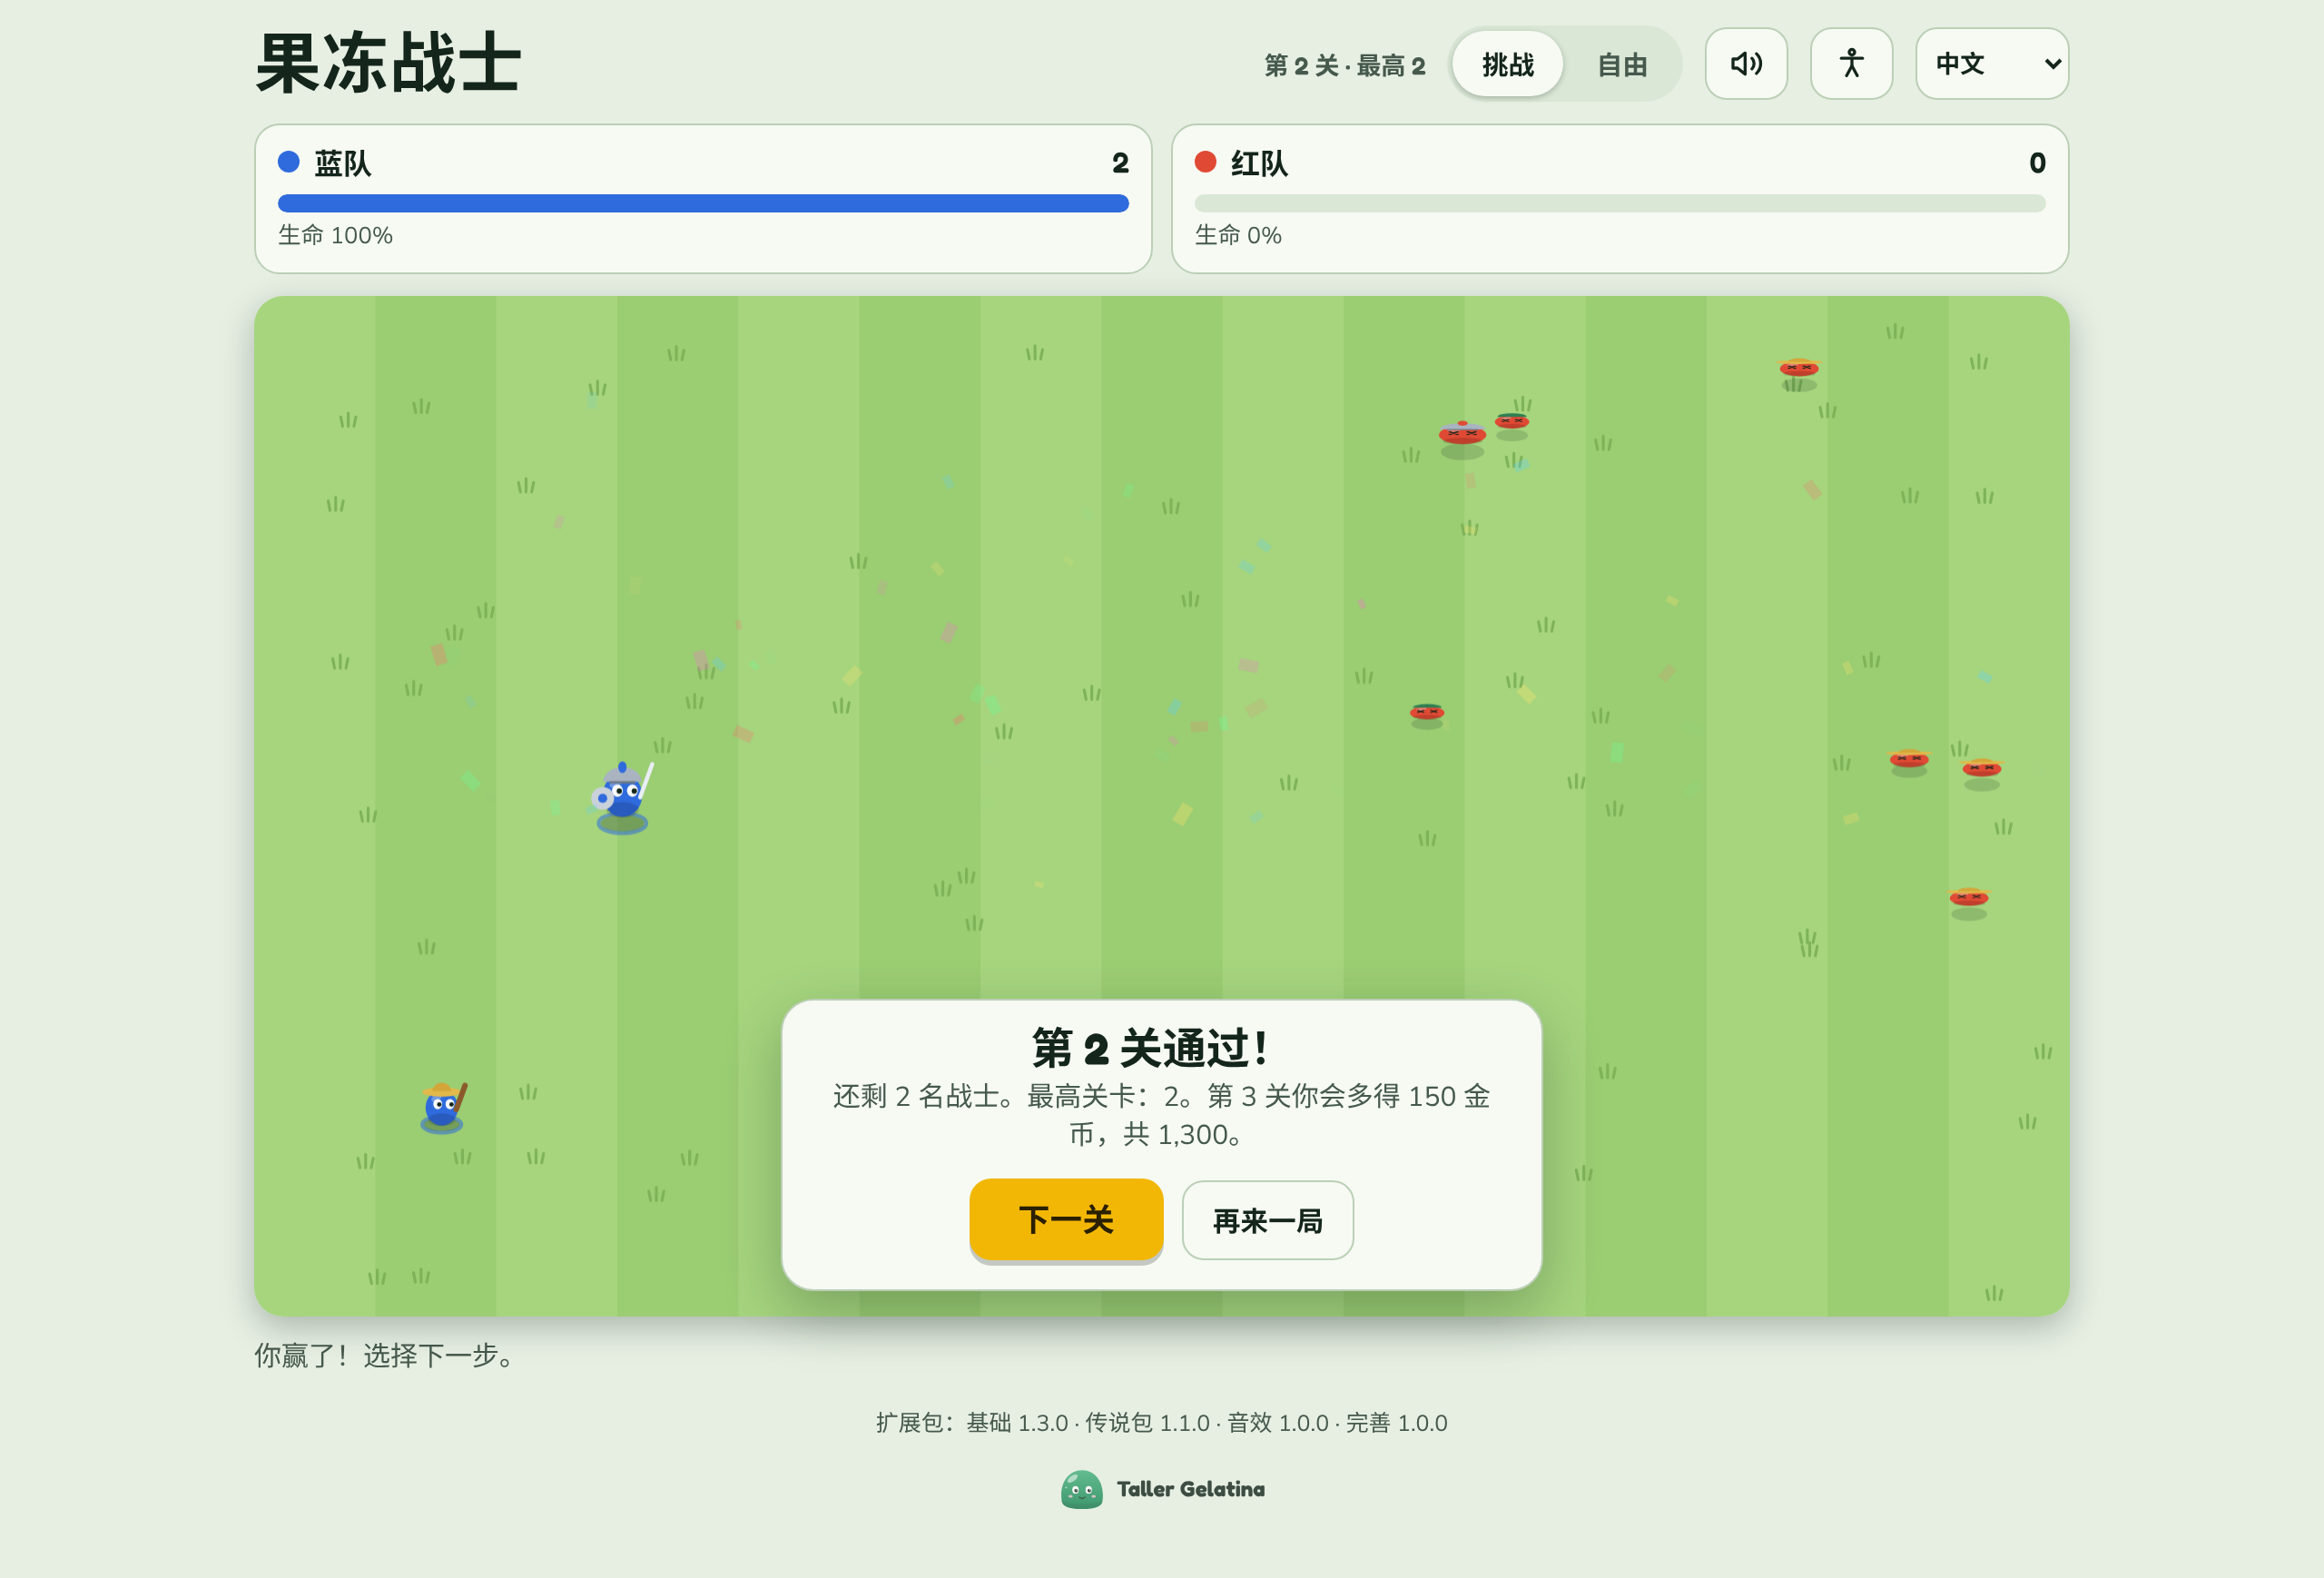 果冻战士
第 2 关 · 最高 2
挑战
自由
中文
蓝队
2
生命 100%
红队
0
生命 0%
第 2 关通过！
还剩 2 名战士。最高关卡：2。第 3 关你会多得 150 金
币，共 1,300。
下一关
再来一局
你赢了！选择下一步。
扩展包：基础 1.3.0 · 传说包 1.1.0 · 音效 1.0.0 · 完善 1.0.0
Taller Gelatina